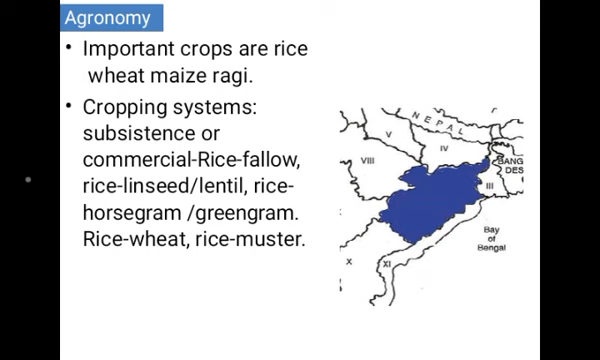 Agronomy
• Important crops are rice
wheat maize ragi.
• Cropping systems:
subsistence or
commercial-Rice-fallow,
rice-linseed/lentil, rice-
horsegram /greengram.
Rice-wheat, rice-muster.
NEPAL
V
IV
VIII
BANG
DES
III
Bay
of
Bengal
X
XI